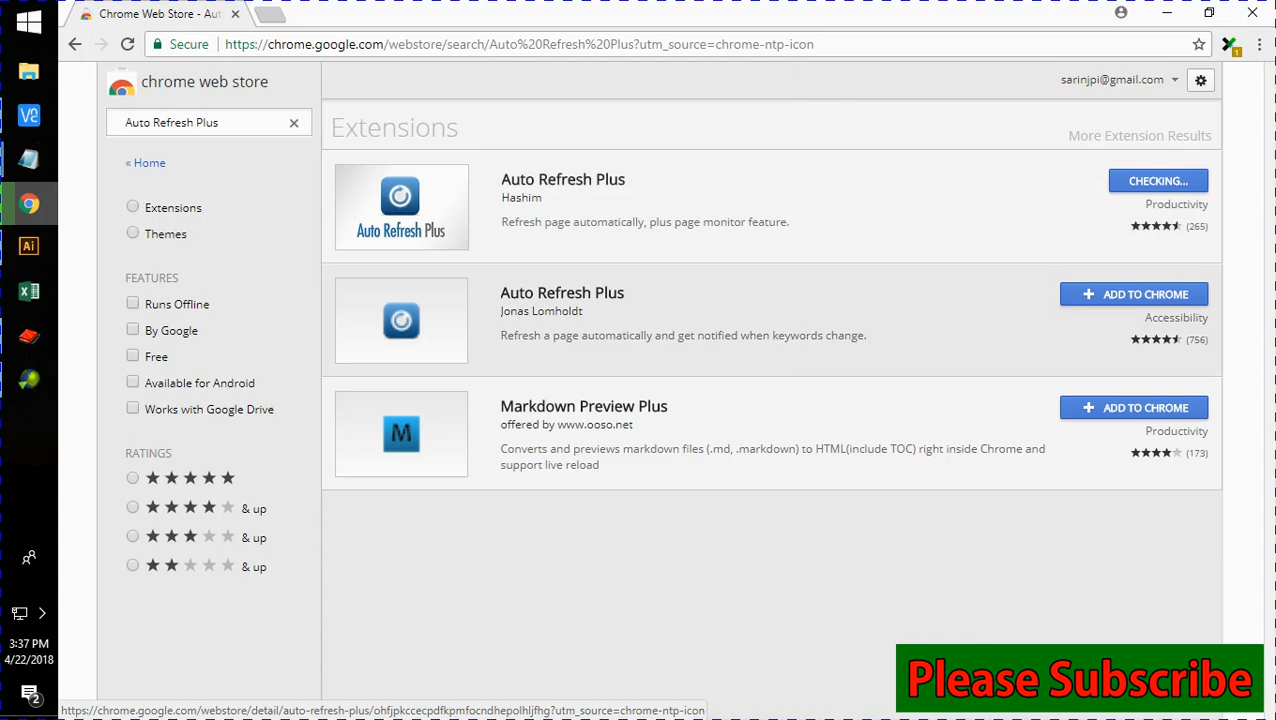 Chrome Web Store - Aut
Secure
https://chrome.google.com/webstore/search/Auto%20Refresh%20Plus?utm_source=chrome-ntp-icon
1
chrome web store
sarinjpi@gmail.com
Auto Refresh Plus
Extensions
More Extension Results
« Home
Extensions
Themes
FEATURES
Runs Offline
By Google
Free
Available for Android
Works with Google Drive
RATINGS
& up
& up
& up
Auto Refresh Plus
Auto Refresh Plus
Hashim
Refresh page automatically, plus page monitor feature.
CHECKING...
Productivity
(265)
Auto Refresh Plus
Jonas Lomholdt
Refresh a page automatically and get notified when keywords change.
ADD TO CHROME
Accessibility
(756)
M
Markdown Preview Plus
offered by www.ooso.net
Converts and previews markdown files (.md, .markdown) to HTML(include TOC) right inside Chrome and
support live reload
ADD TO CHROME
Productivity
(173)
Ai
3:37 PM
4/22/2018
2
Please Subscribe
https://chrome.google.com/webstore/detail/auto-refresh-plus/ohfjpkccecpdfkpmfocndhepolhljfhg?utm_source=chrome-ntp-icon